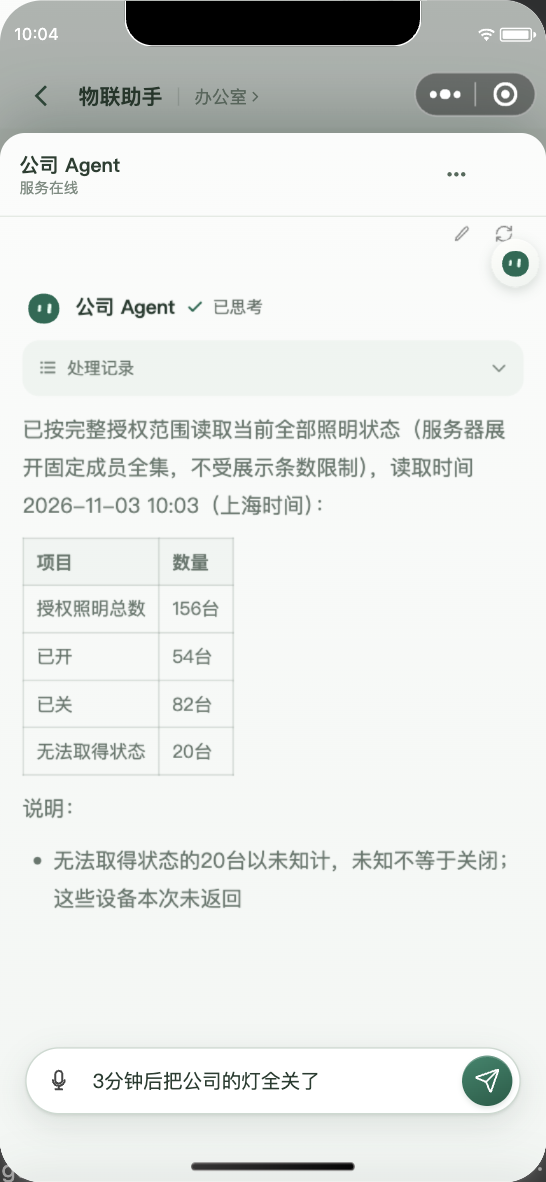 10:04
物联助手 办公室 >
公司 Agent
服务在线
公司 Agent 已思考
处理记录
已按完整授权范围读取当前全部照明状态（服务器展
开固定成员全集，不受展示条数限制），读取时间
2026-11-03 10:03（上海时间）：
项目 数量
授权照明总数 156台
已开 54台
已关 82台
无法取得状态 20台
说明：
• 无法取得状态的20台以未知计，未知不等于关闭；
这些设备本次未返回
3分钟后把公司的灯全关了